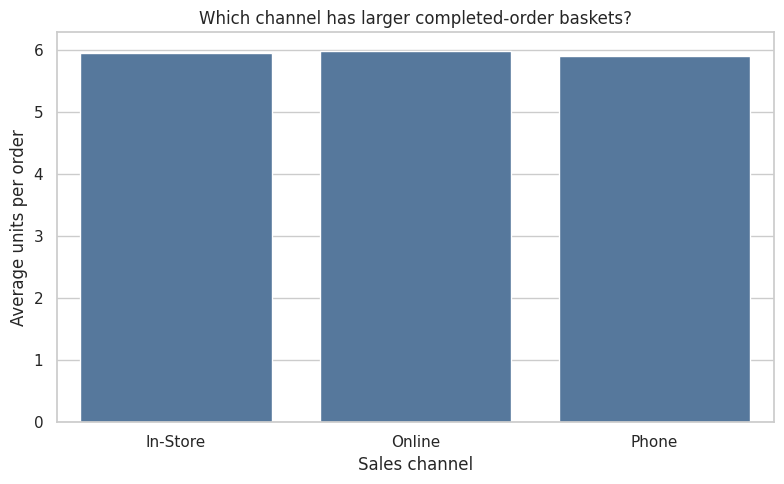 Which channel has larger completed-order baskets?
Average units per order
6
5
4
3
2
1
0
In-Store
Online
Phone
Sales channel